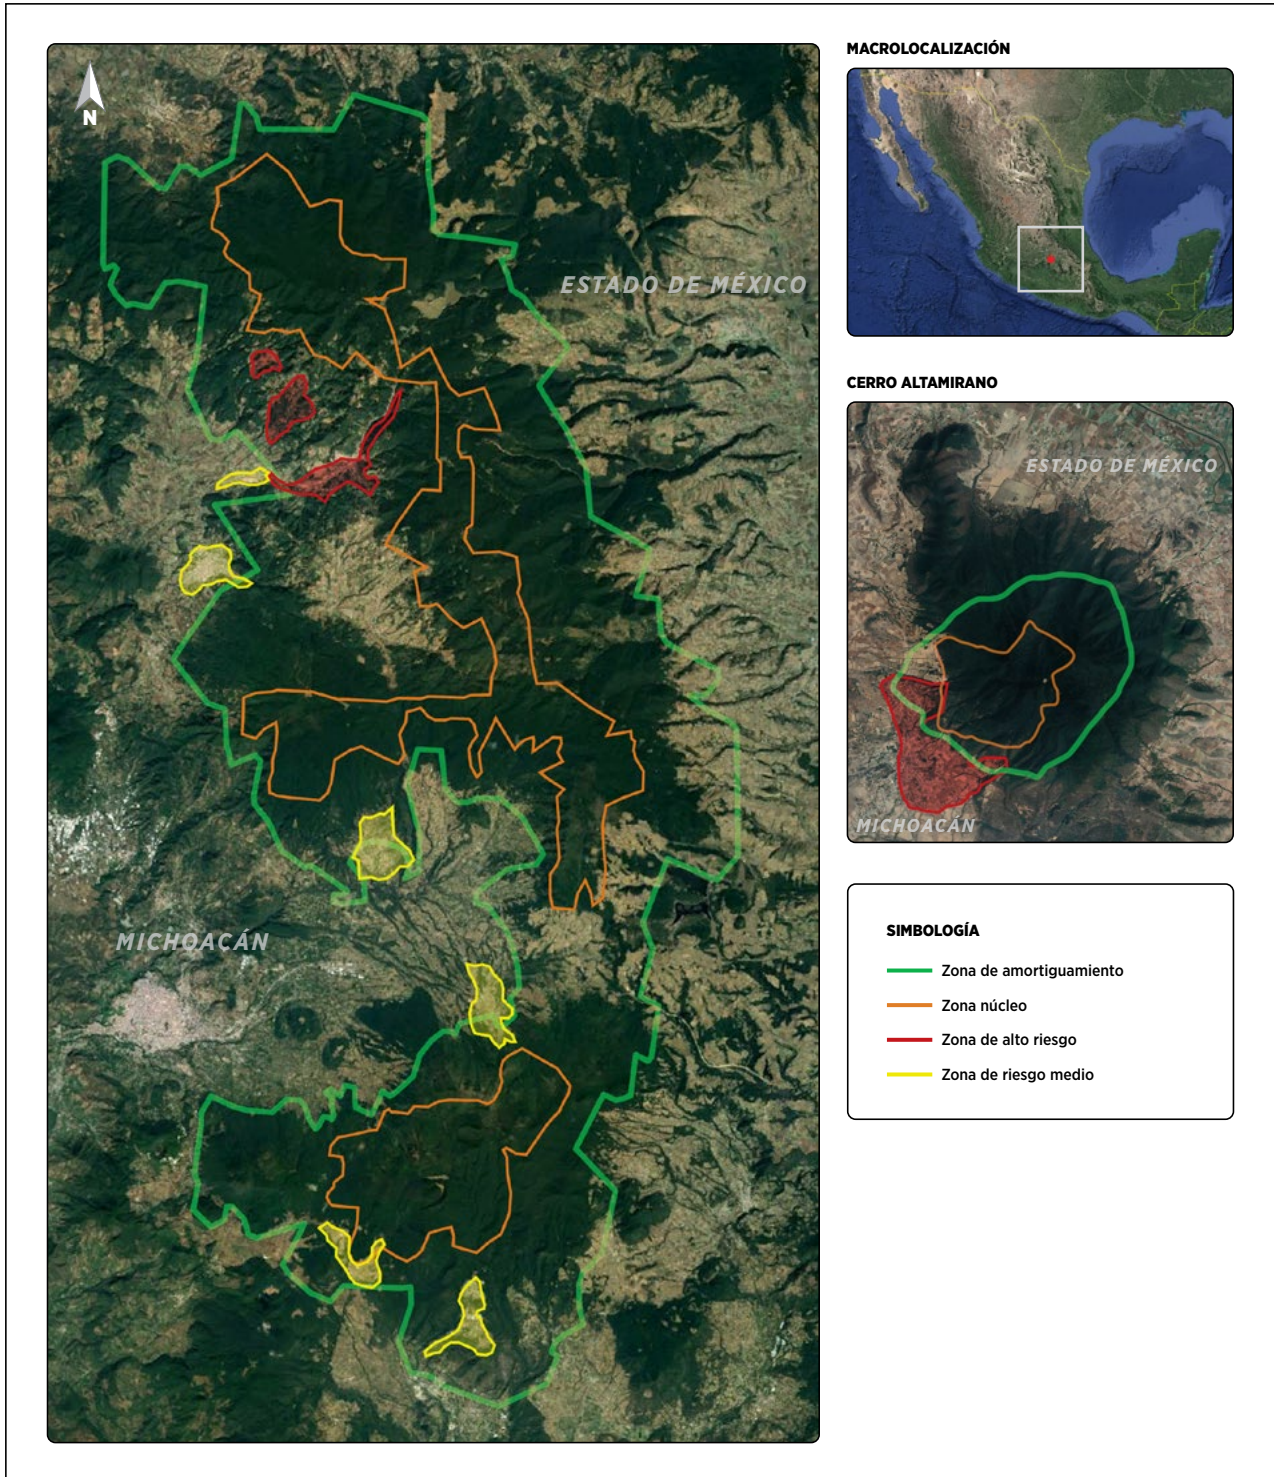 N
ESTADO DE MÉXICO
MICHOACÁN
MACROLOCALIZACIÓN
CERRO ALTAMIRANO
ESTADO DE MÉXICO
MICHOACÁN
SIMBOLOGÍA
Zona de amortiguamiento
Zona núcleo
Zona de alto riesgo
Zona de riesgo medio